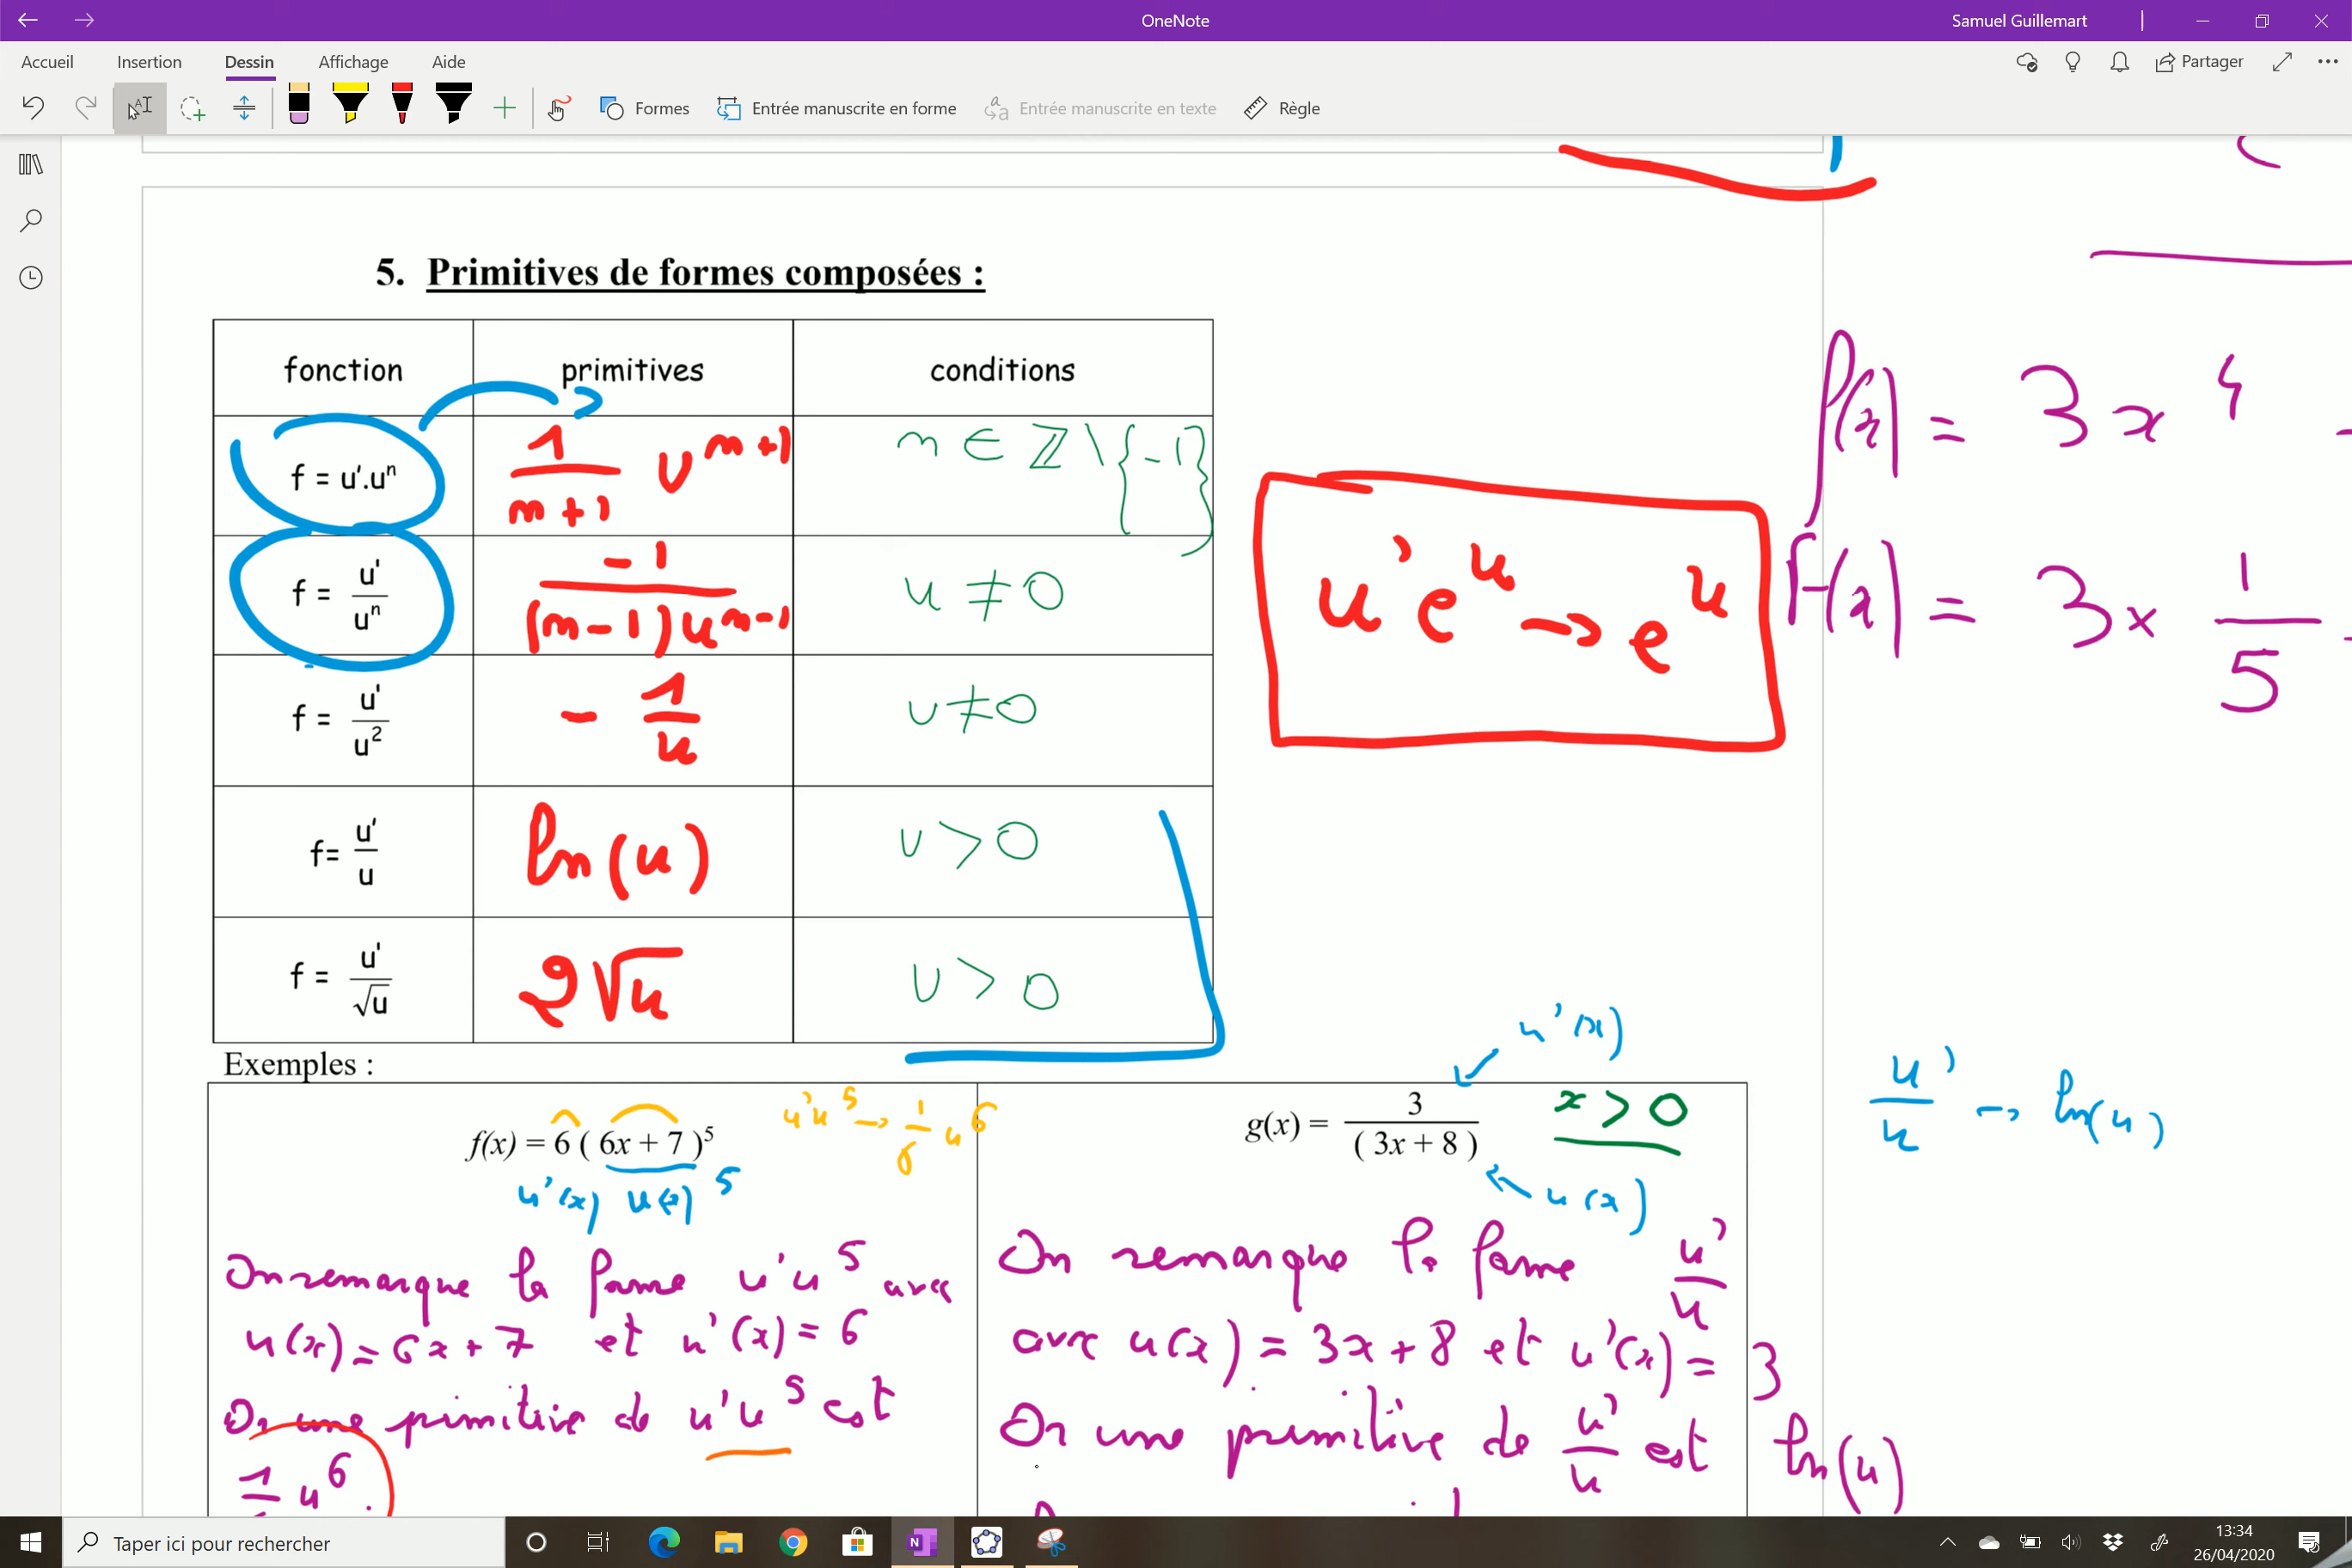 OneNote
Samuel Guillemart
Accueil Insertion Dessin Affichage Aide
Partager
Formes Entrée manuscrite en forme Entrée manuscrite en texte Règle
5. Primitives de formes composées :
fonction primitives conditions
f = u'.uⁿ 1/(n+1) uⁿ⁺¹ n ∈ ℤ\{-1}
f = u'/uⁿ -1/((n-1)uⁿ⁻¹) u ≠ 0
f = u'/u² - 1/u u ≠ 0
f= u'/u ln(u) u > 0
f = u'/√u 2√u u > 0
u'eᵘ → eᵘ
f(x) = 3x⁴
F(x) = 3 × 1/5
Exemples :
f(x) = 6 ( 6x + 7 )⁵
u'u⁵ → 1/6 u⁶
u'(x) u(x) 5
On remarque la forme u'u⁵ avec
u(x) = 6x + 7 et u'(x) = 6
Or une primitive de u'u⁵ est
u⁶.
u'(x)
g(x) = 3/( 3x + 8 ) x > 0
u(x)
u'/u → ln(u)
On remarque la forme u'/u
avec u(x) = 3x + 8 et u'(x) = 3
Or une primitive de u'/u est ln(u)
Taper ici pour rechercher
13:34
26/04/2020